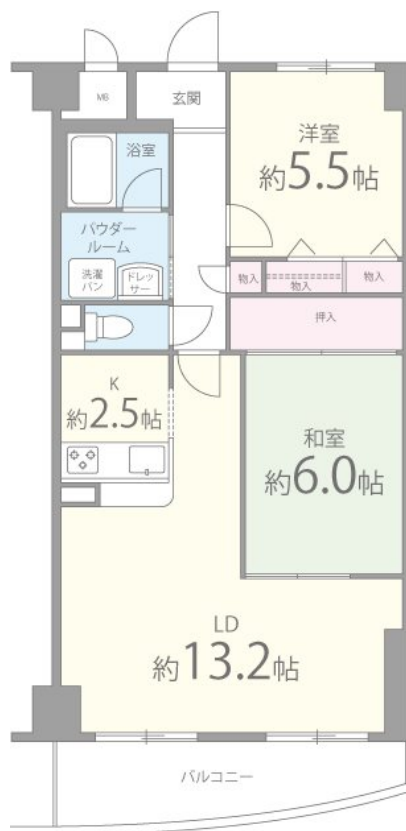 MB
玄関
洋室
約5.5帖
浴室
パウダー
ルーム
洗濯
パン
ドレッ
サー
物入
物入
物入
押入
K
約2.5帖
和室
約6.0帖
LD
約13.2帖
バルコニー